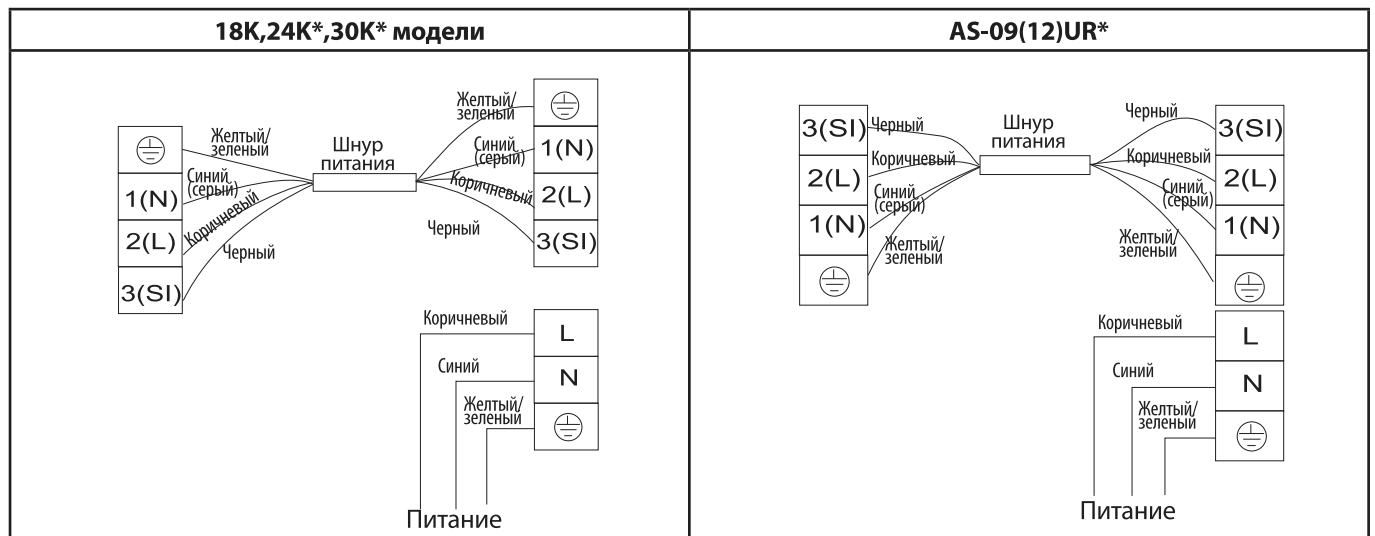 18K,24K*,30K* модели
Желтый/
зеленый
1(N)
Синий
(серый)
2(L)
Коричневый
3(SI)
Черный
Шнур
питания
Желтый/
зеленый
Синий
(серый)
1(N)
Коричневый
2(L)
Черный
3(SI)
Коричневый
L
Синий
N
Желтый/
зеленый
Питание
AS-09(12)UR*
3(SI)
Черный
2(L)
Коричневый
Синий
(серый)
1(N)
Желтый/
зеленый
Шнур
питания
Черный
3(SI)
Коричневый
2(L)
Синий
(серый)
1(N)
Желтый/
зеленый
Коричневый
L
Синий
N
Желтый/
зеленый
Питание